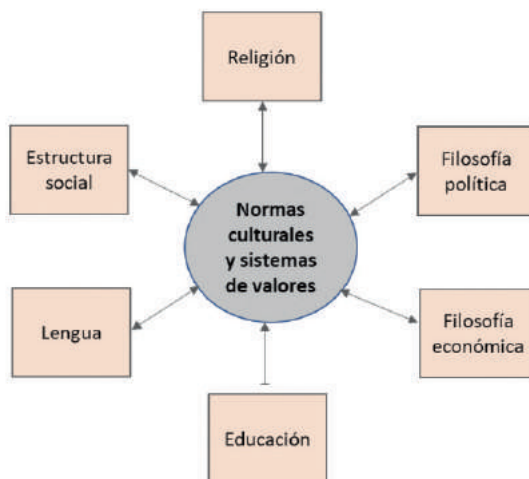 Religión
Estructura
social
Filosofía
política
Normas
culturales
y sistemas
de valores
Lengua
Filosofía
económica
Educación